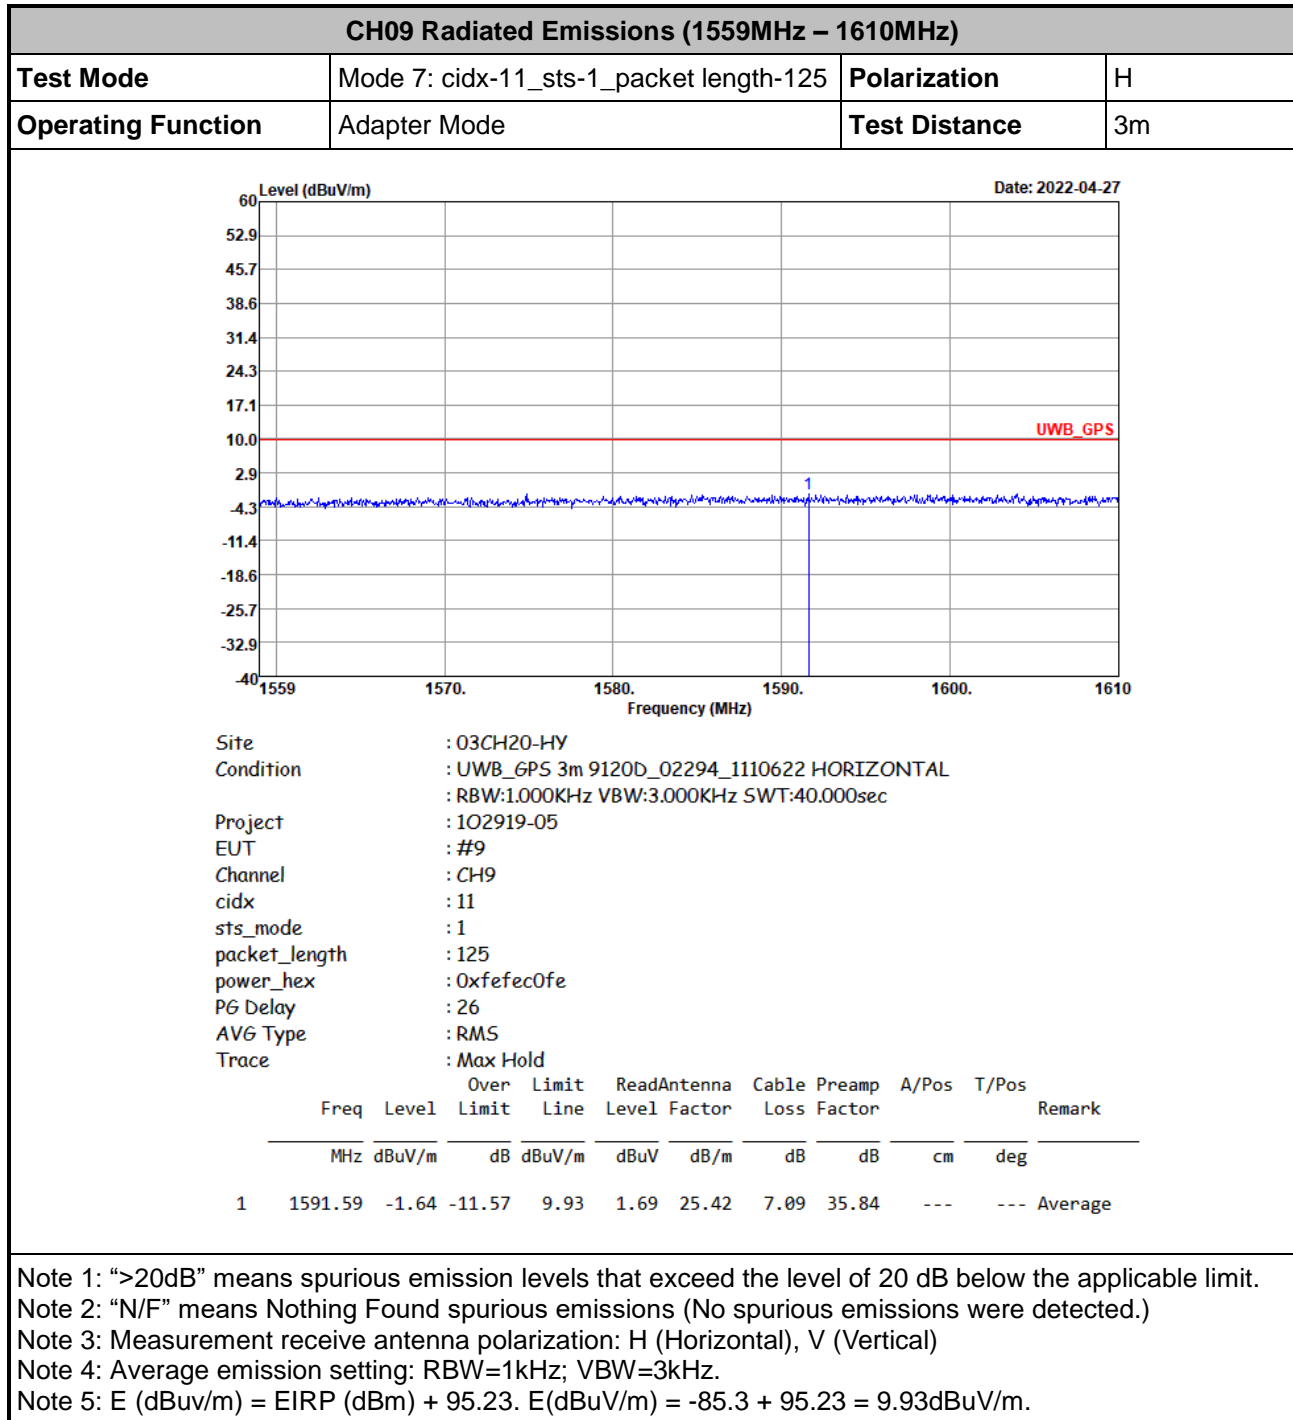 CH09 Radiated Emissions (1559MHz – 1610MHz)
Test Mode Mode 7: cidx-11_sts-1_packet length-125 Polarization H
Operating Function Adapter Mode Test Distance 3m
Level (dBuV/m) Date: 2022-04-27
60
52.9
45.7
38.6
31.4
24.3
17.1
UWB_GPS
10.0
2.9
1
-4.3
-11.4
-18.6
-25.7
-32.9
-40
1559 1570. 1580. 1590. 1600. 1610
Frequency (MHz)
Site : 03CH20-HY
Condition : UWB_GPS 3m 9120D_02294_1110622 HORIZONTAL
: RBW:1.000KHz VBW:3.000KHz SWT:40.000sec
Project : 1O2919-05
EUT : #9
Channel : CH9
cidx : 11
sts_mode : 1
packet_length : 125
power_hex : 0xfefec0fe
PG Delay : 26
AVG Type : RMS
Trace : Max Hold
Over Limit ReadAntenna Cable Preamp A/Pos T/Pos
Freq Level Limit Line Level Factor Loss Factor Remark
MHz dBuV/m dB dBuV/m dBuV dB/m dB dB cm deg
1 1591.59 -1.64 -11.57 9.93 1.69 25.42 7.09 35.84 --- --- Average
Note 1: “>20dB” means spurious emission levels that exceed the level of 20 dB below the applicable limit.
Note 2: “N/F” means Nothing Found spurious emissions (No spurious emissions were detected.)
Note 3: Measurement receive antenna polarization: H (Horizontal), V (Vertical)
Note 4: Average emission setting: RBW=1kHz; VBW=3kHz.
Note 5: E (dBuv/m) = EIRP (dBm) + 95.23. E(dBuV/m) = -85.3 + 95.23 = 9.93dBuV/m.